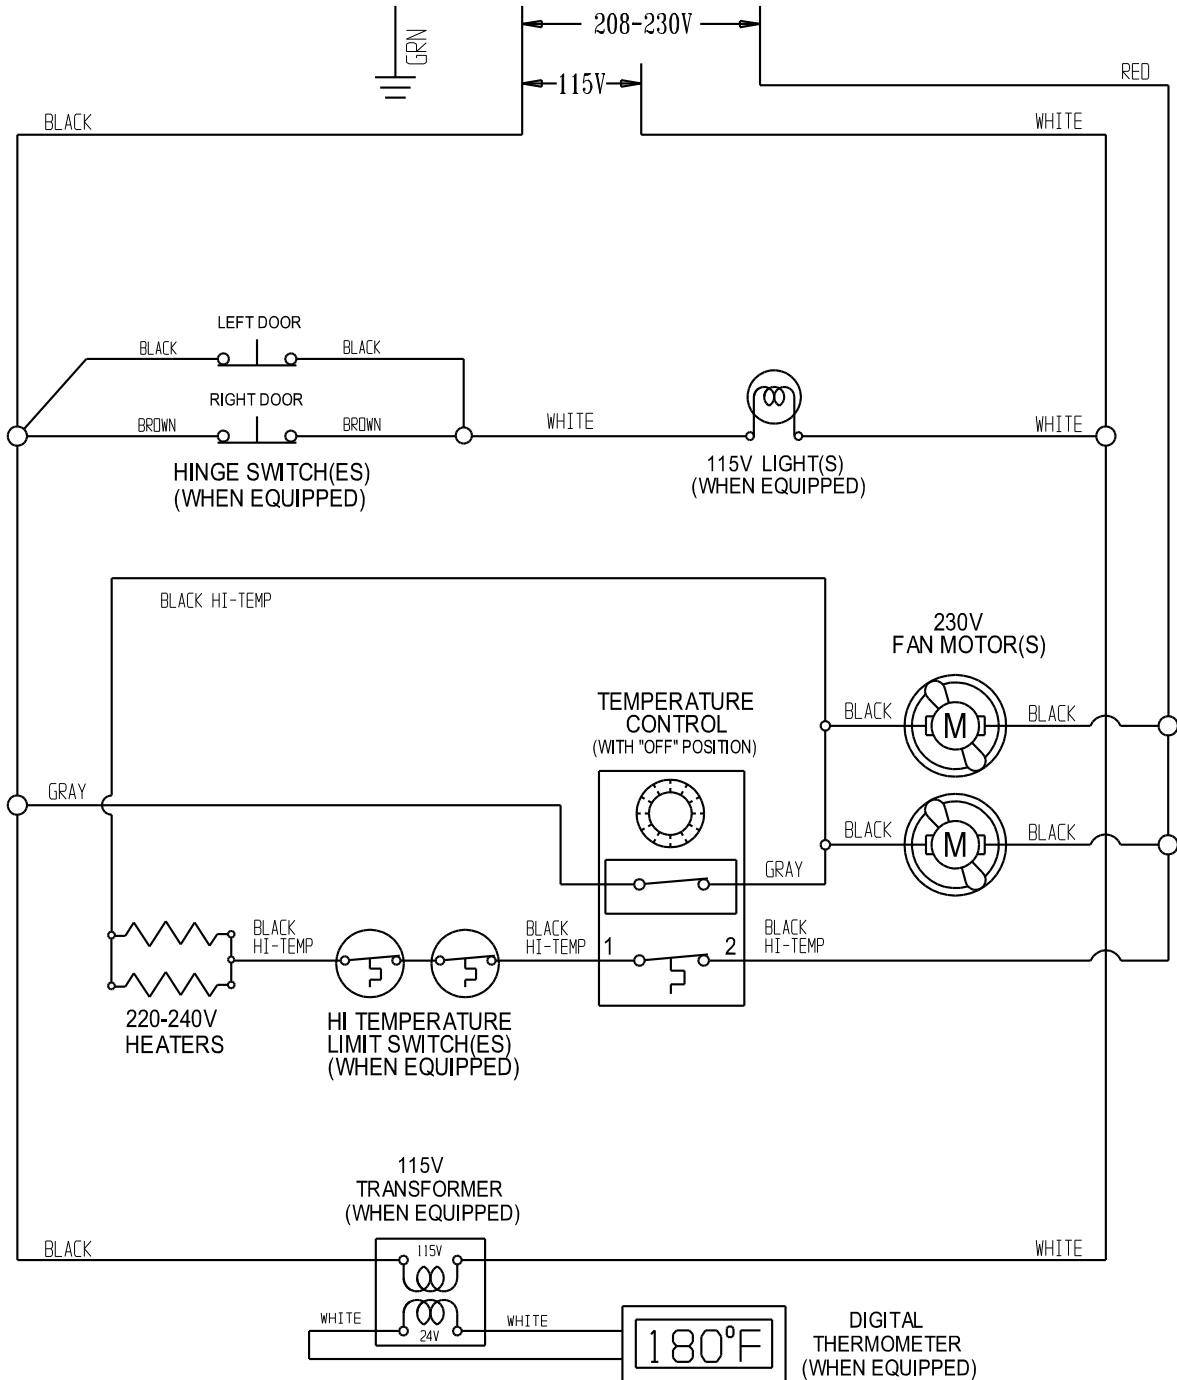 208-230V
GRN
115V
RED
BLACK
WHITE
LEFT DOOR
BLACK
BLACK
RIGHT DOOR
BROWN
BROWN
WHITE
WHITE
HINGE SWITCH(ES)
(WHEN EQUIPPED)
115V LIGHT(S)
(WHEN EQUIPPED)
BLACK HI-TEMP
230V
FAN MOTOR(S)
TEMPERATURE
CONTROL
(WITH "OFF" POSITION)
BLACK
M
BLACK
GRAY
BLACK
M
BLACK
GRAY
BLACK
HI-TEMP
BLACK
HI-TEMP
1
2
BLACK
HI-TEMP
220-240V
HEATERS
HI TEMPERATURE
LIMIT SWITCH(ES)
(WHEN EQUIPPED)
115V
TRANSFORMER
(WHEN EQUIPPED)
BLACK
115V
WHITE
WHITE
24V
WHITE
180°F
DIGITAL
THERMOMETER
(WHEN EQUIPPED)